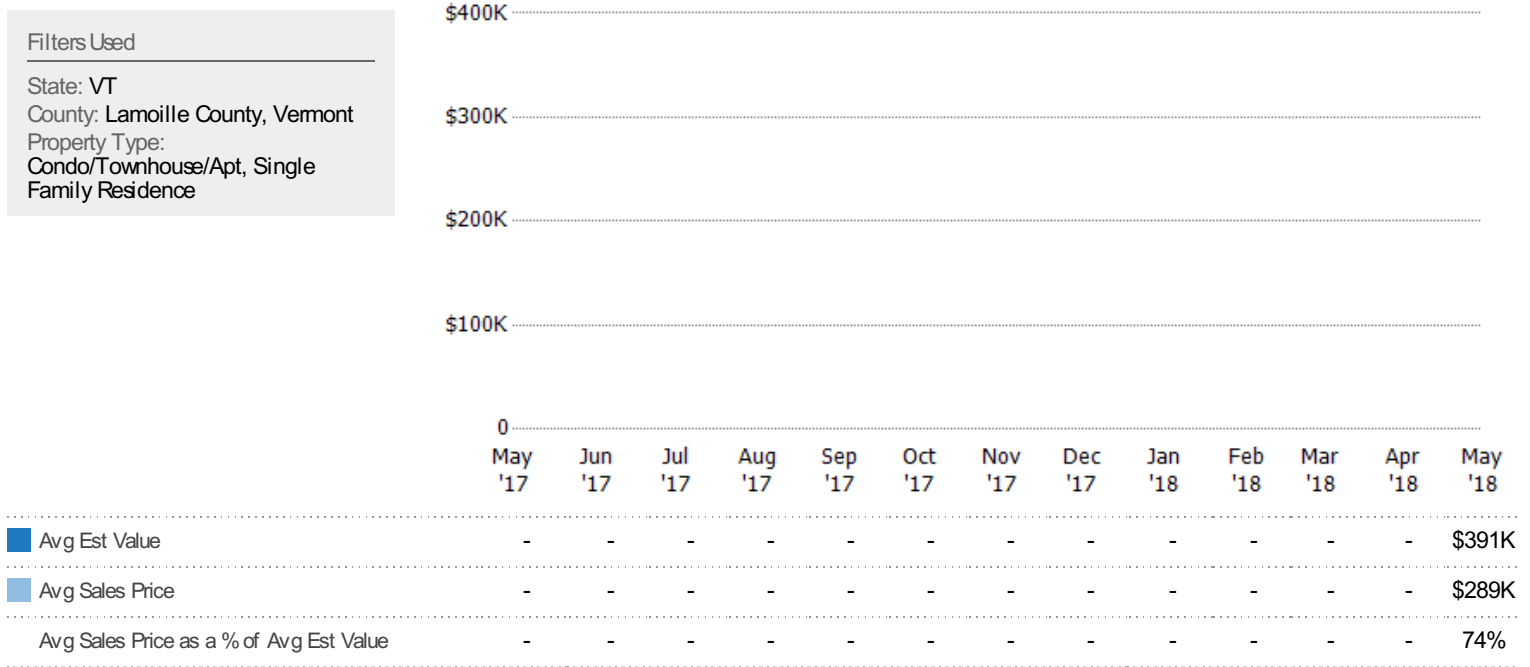 Filters Used
State: VT
County: Lamoille County, Vermont
Property Type:
Condo/Townhouse/Apt, Single
Family Residence
$400K
$300K
$200K
$100K
0
May Jun Jul Aug Sep Oct Nov Dec Jan Feb Mar Apr May
'17 '17 '17 '17 '17 '17 '17 '17 '18 '18 '18 '18 '18
Avg Est Value - - - - - - - - - - - - $391K
Avg Sales Price - - - - - - - - - - - - $289K
Avg Sales Price as a % of Avg Est Value - - - - - - - - - - - - 74%